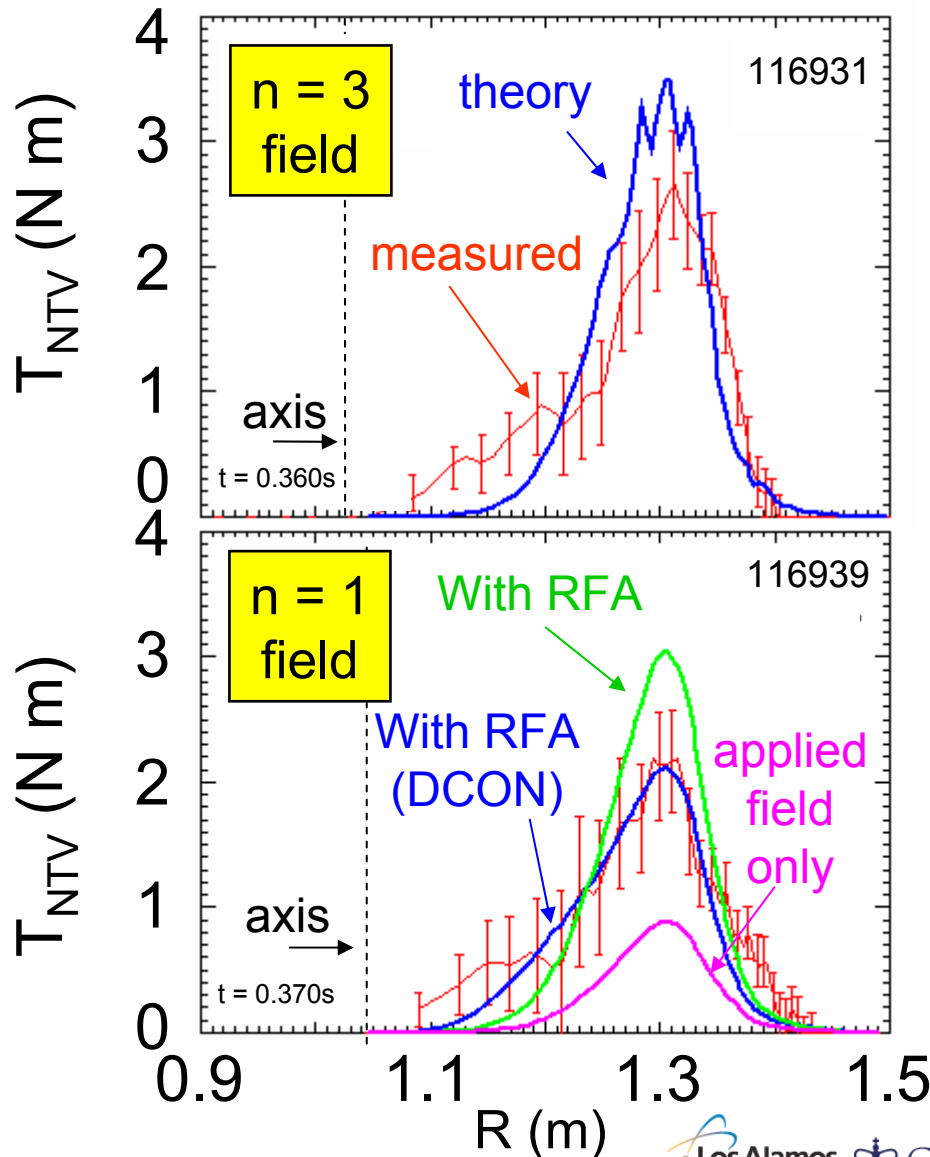 4
3
2
1
0
T_NTV (N m)
n = 3
field
116931
theory
measured
axis
t = 0.360s
4
3
2
1
0
T_NTV (N m)
n = 1
field
116939
With RFA
With RFA
(DCON)
applied
field
only
axis
t = 0.370s
0.9 1.1 1.3 1.5
R (m)
Los Alamos